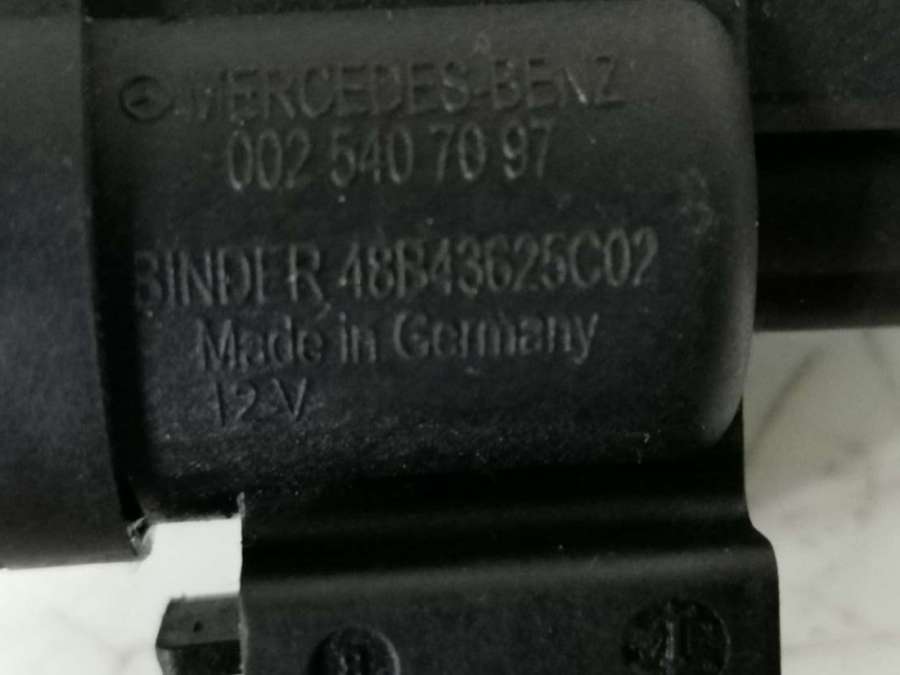 MERCEDES-BENZ
002 540 70 97
BINDER 48B43625C02
Made in Germany
12 V